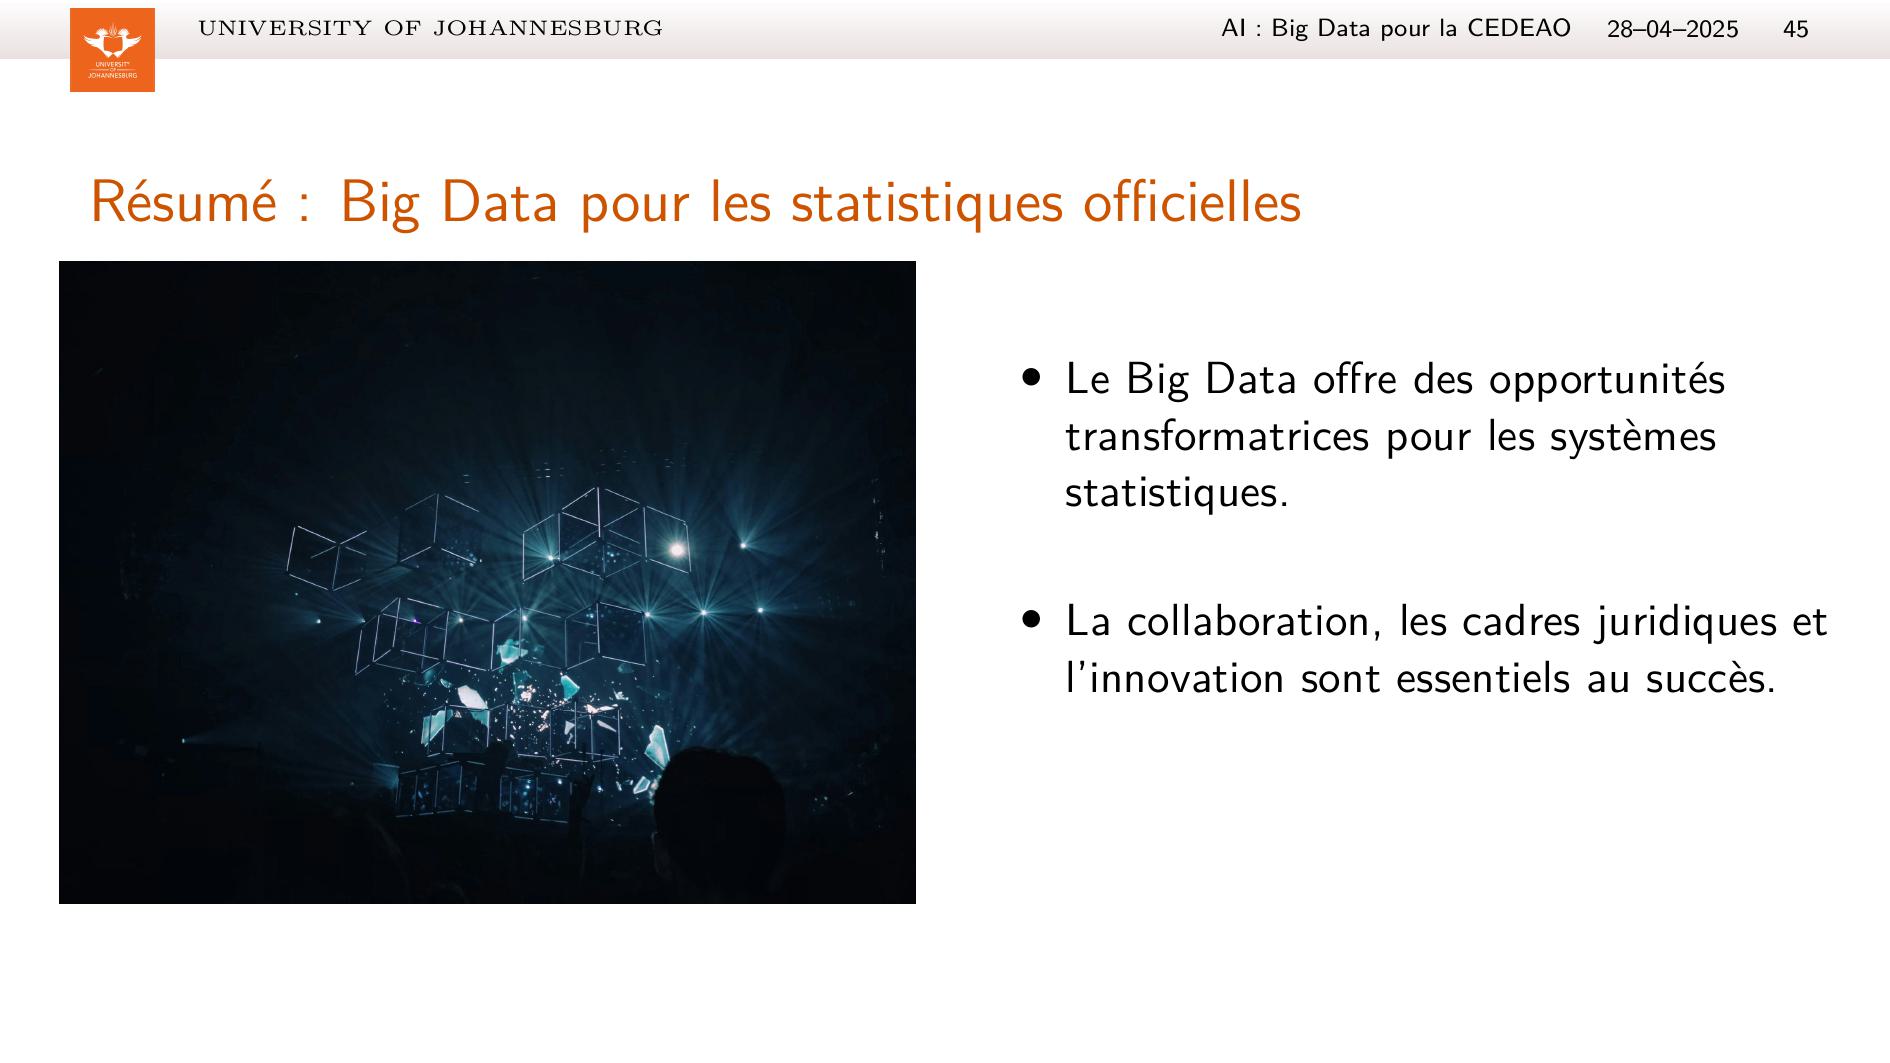 UNIVERSITY OF JOHANNESBURG
AI : Big Data pour la CEDEAO 28–04–2025 45
UNIVERSITY
OF
JOHANNESBURG
Résumé : Big Data pour les statistiques officielles
• Le Big Data offre des opportunités
transformatrices pour les systèmes
statistiques.
• La collaboration, les cadres juridiques et
l'innovation sont essentiels au succès.